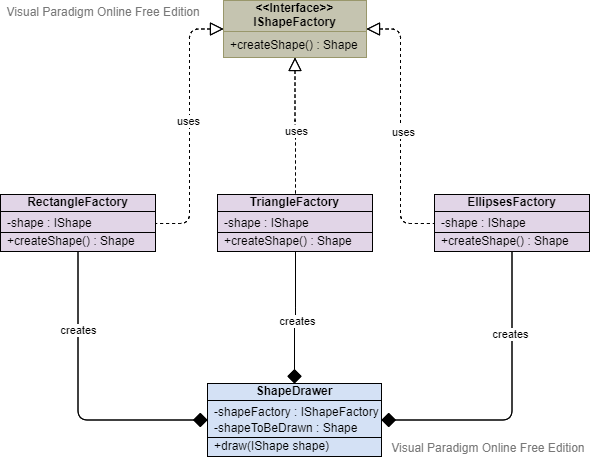 Visual Paradigm Online Free Edition
<<Interface>>
IShapeFactory
+createShape() : Shape
uses
uses
uses
RectangleFactory
-shape : IShape
+createShape() : Shape
TriangleFactory
-shape : IShape
+createShape() : Shape
EllipsesFactory
-shape : IShape
+createShape() : Shape
creates
creates
creates
ShapeDrawer
-shapeFactory : IShapeFactory
-shapeToBeDrawn : Shape
+draw(IShape shape)
Visual Paradigm Online Free Edition